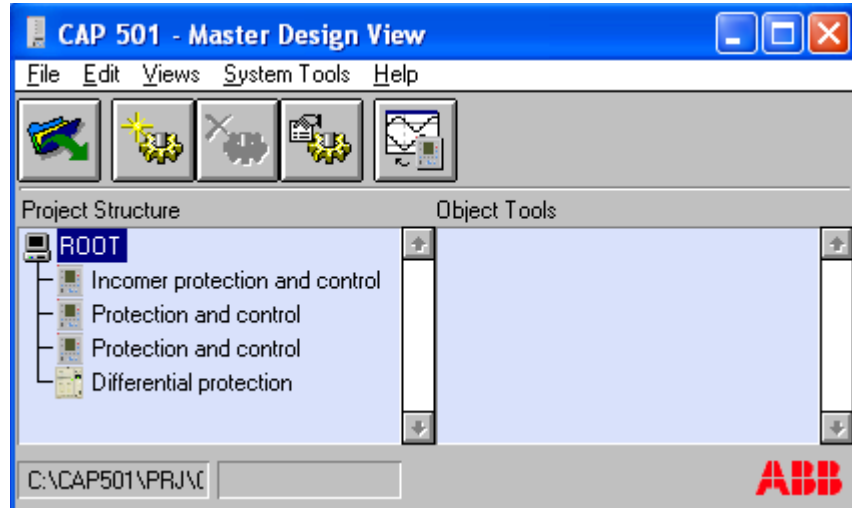 CAP 501 - Master Design View
File Edit Views System Tools Help
Project Structure
Object Tools
ROOT
Incomer protection and control
Protection and control
Protection and control
Differential protection
C:\CAP501\PRJ\
ABB